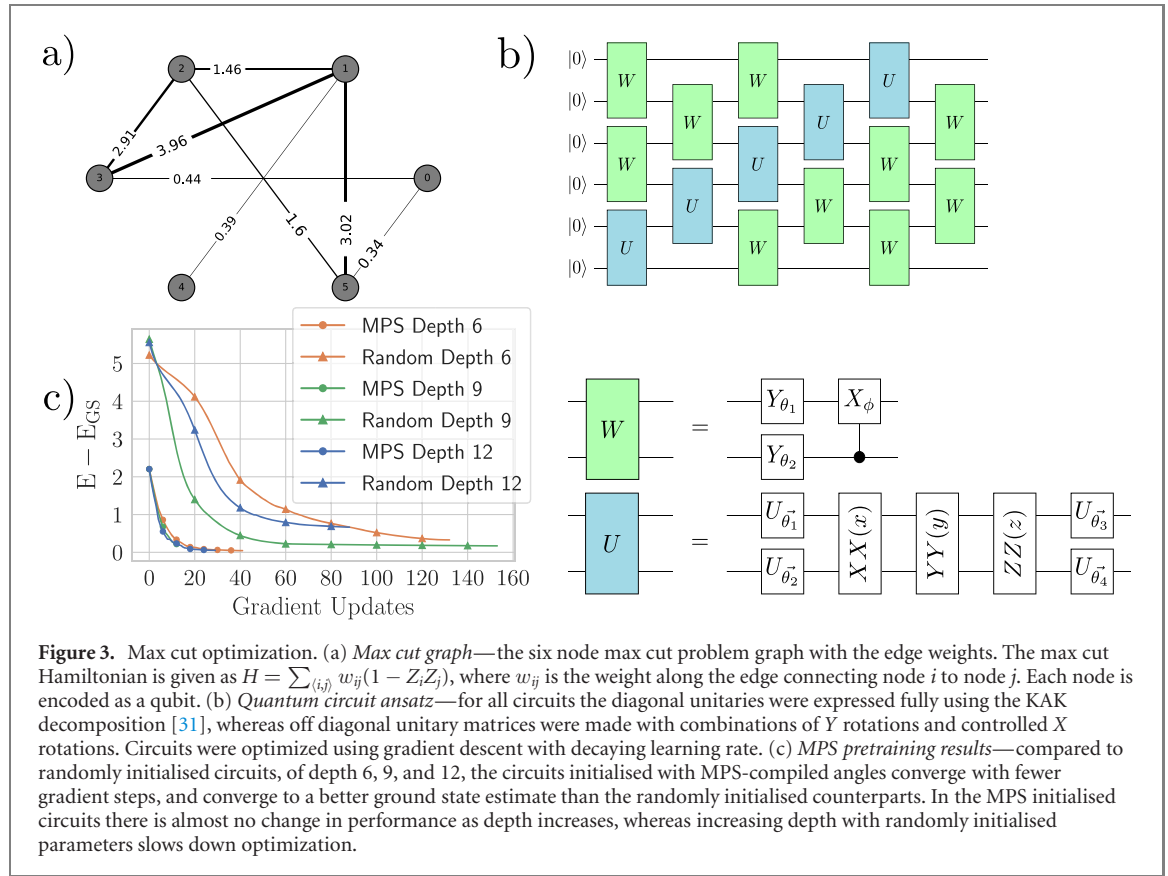 a)
2
1.46
1
2.91
3.96
3
0.44
0
0.39
1.6
3.02
0.34
4
5
b)
|0⟩
|0⟩
|0⟩
|0⟩
|0⟩
|0⟩
W
W
U
W
U
W
U
U
W
W
W
W
U
W
W
c)
E − E_GS
5
4
3
2
1
0
0 20 40 60 80 100 120 140 160
Gradient Updates
MPS Depth 6
Random Depth 6
MPS Depth 9
Random Depth 9
MPS Depth 12
Random Depth 12
W = Y_θ₁ X_ϕ
Y_θ₂
U = U_θ⃗₁ XX(x) YY(y) ZZ(z) U_θ⃗₃
U_θ⃗₂ U_θ⃗₄
Figure 3. Max cut optimization. (a) Max cut graph—the six node max cut problem graph with the edge weights. The max cut
Hamiltonian is given as H = ∑_⟨i,j⟩ w_ij(1 − Z_iZ_j), where w_ij is the weight along the edge connecting node i to node j. Each node is
encoded as a qubit. (b) Quantum circuit ansatz—for all circuits the diagonal unitaries were expressed fully using the KAK
decomposition [31], whereas off diagonal unitary matrices were made with combinations of Y rotations and controlled X
rotations. Circuits were optimized using gradient descent with decaying learning rate. (c) MPS pretraining results—compared to
randomly initialised circuits, of depth 6, 9, and 12, the circuits initialised with MPS-compiled angles converge with fewer
gradient steps, and converge to a better ground state estimate than the randomly initialised counterparts. In the MPS initialised
circuits there is almost no change in performance as depth increases, whereas increasing depth with randomly initialised
parameters slows down optimization.